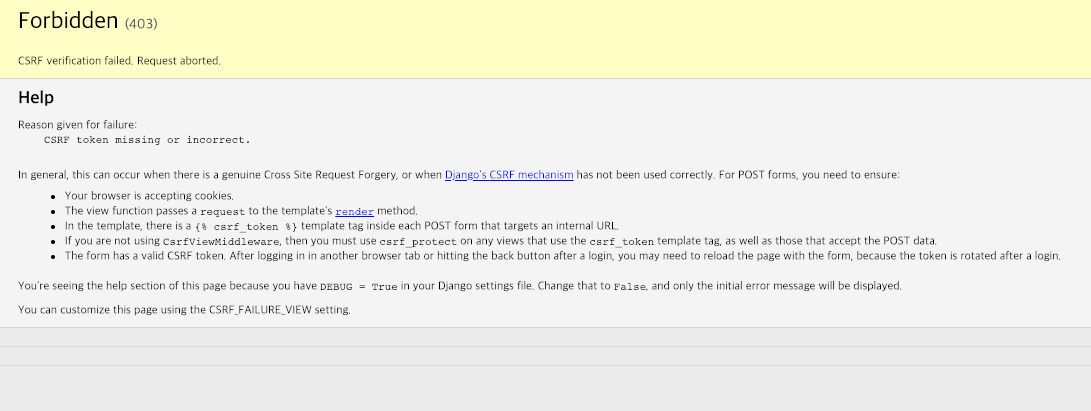 Forbidden (403)
CSRF verification failed. Request aborted.
Help
Reason given for failure:
CSRF token missing or incorrect.
In general, this can occur when there is a genuine Cross Site Request Forgery, or when Django's CSRF mechanism has not been used correctly. For POST forms, you need to ensure:
• Your browser is accepting cookies.
• The view function passes a request to the template's render method.
• In the template, there is a {% csrf_token %} template tag inside each POST form that targets an internal URL.
• If you are not using CsrfViewMiddleware, then you must use csrf_protect on any views that use the csrf_token template tag, as well as those that accept the POST data.
• The form has a valid CSRF token. After logging in in another browser tab or hitting the back button after a login, you may need to reload the page with the form, because the token is rotated after a login.
You're seeing the help section of this page because you have DEBUG = True in your Django settings file. Change that to False, and only the initial error message will be displayed.
You can customize this page using the CSRF_FAILURE_VIEW setting.